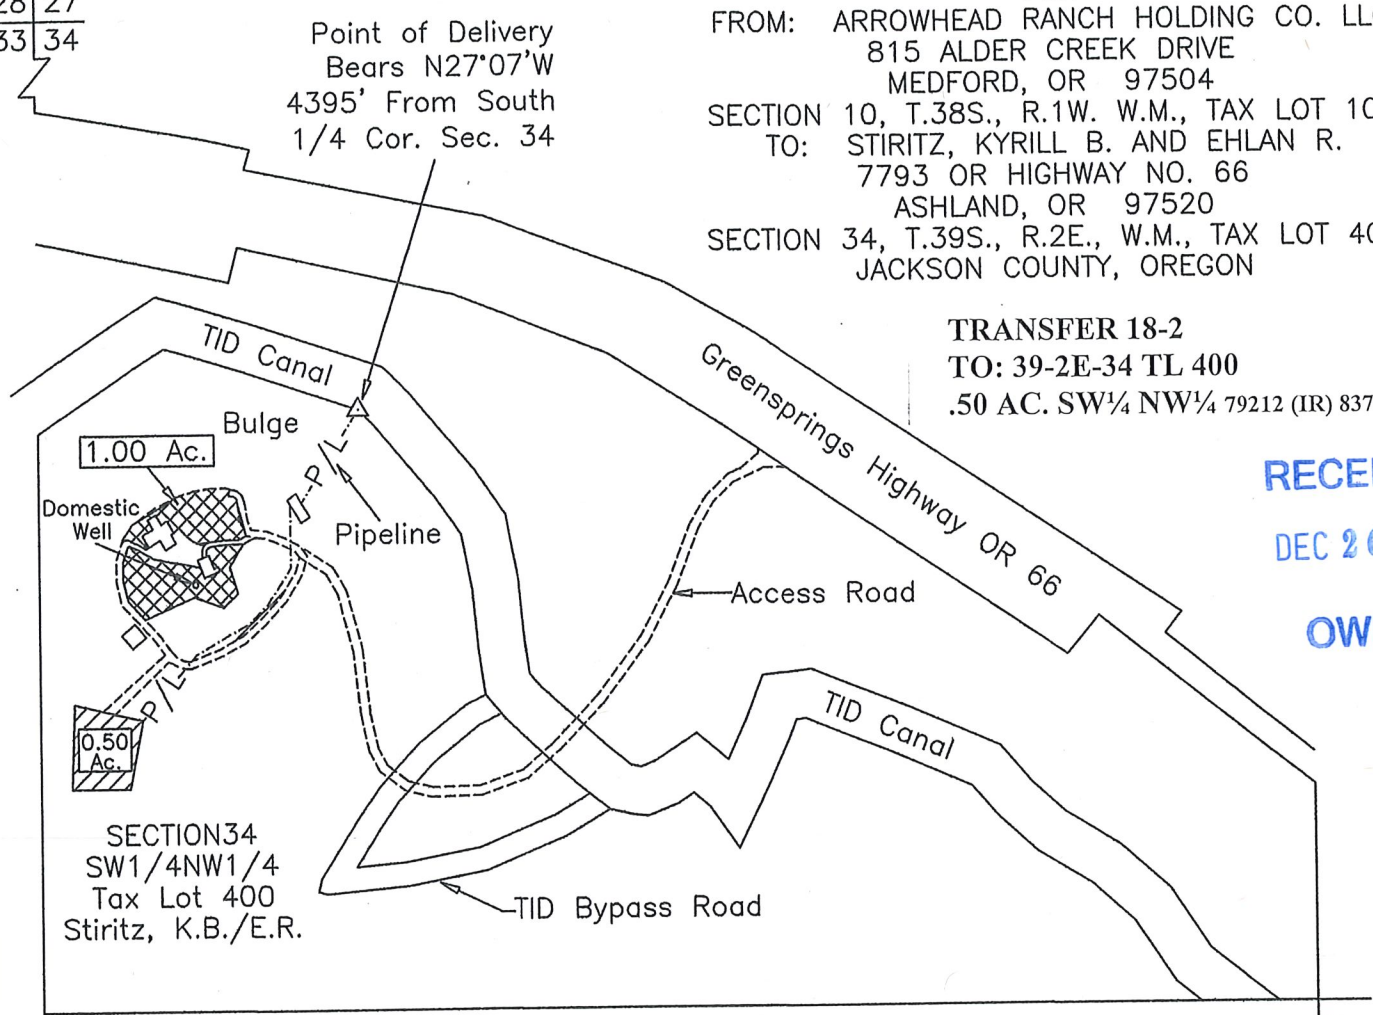 28 27
33 34
Point of Delivery
Bears N27°07'W
4395' From South
1/4 Cor. Sec. 34
FROM: ARROWHEAD RANCH HOLDING CO.
815 ALDER CREEK DRIVE
MEDFORD, OR 97504
SECTION 10, T.38S., R.1W. W.M., TAX LOT
TO: STIRITZ, KYRILL B. AND EHLAN R.
7793 OR HIGHWAY NO. 66
ASHLAND, OR 97520
SECTION 34, T.39S., R.2E., W.M., TAX LOT
JACKSON COUNTY, OREGON
TRANSFER 18-2
TO: 39-2E-34 TL 400
.50 AC. SW¼ NW¼ 79212 (IR) 837
RECE
DEC 2
OW
TID Canal
Greensprings Highway OR 66
Bulge
1.00 Ac.
P
Domestic
Well
Pipeline
Access Road
P
TID Canal
0.50
Ac.
SECTION34
SW1/4NW1/4
Tax Lot 400
Stiritz, K.B./E.R.
TID Bypass Road